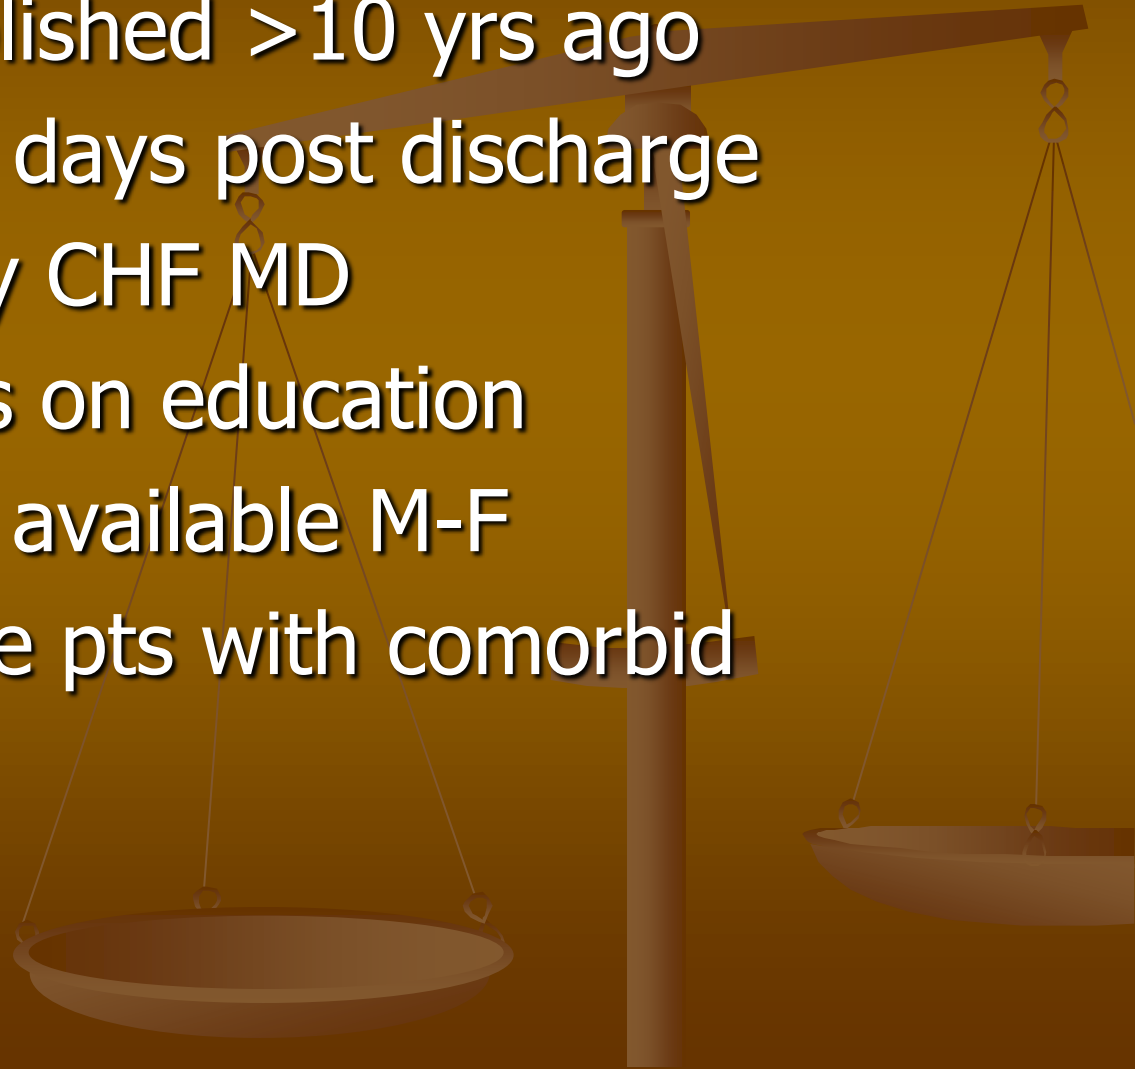 lished >10 yrs ago
days post discharge
y CHF MD
s on education
available M-F
e pts with comorbid